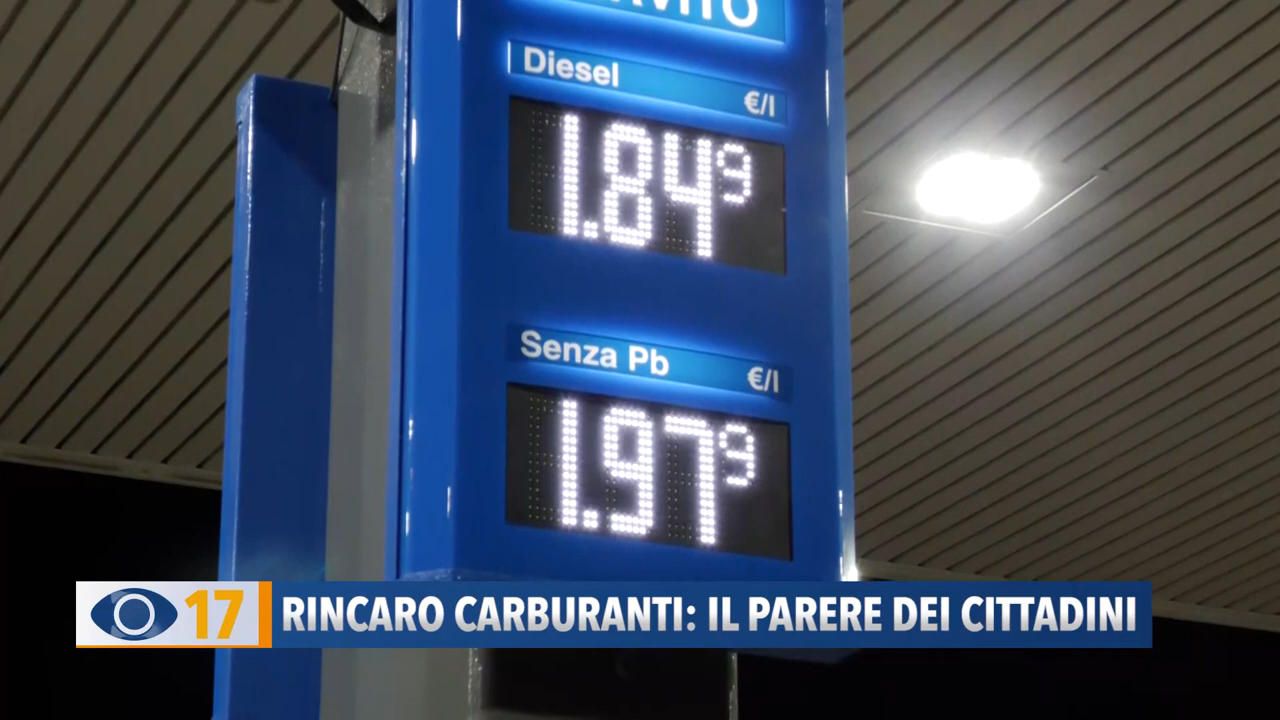 Diesel
€/l
1.849
Senza Pb
€/l
1.979
17 RINCARO CARBURANTI: IL PARERE DEI CITTADINI